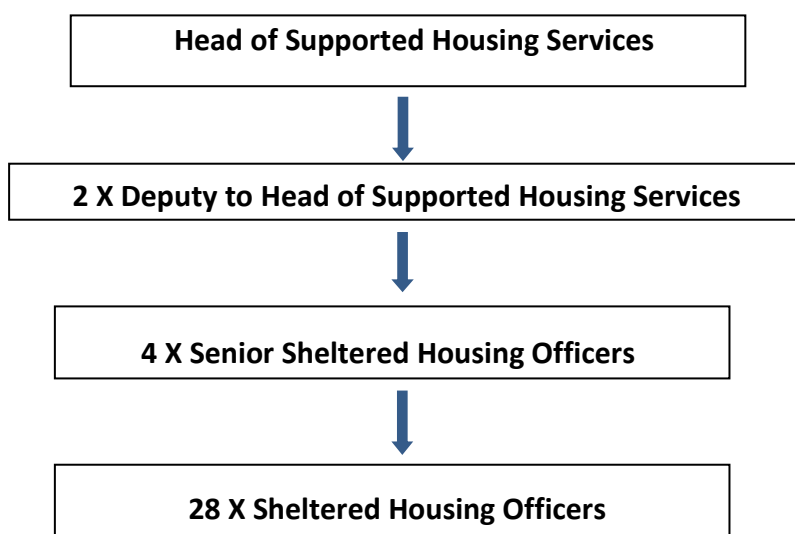 Head of Supported Housing Services
2 X Deputy to Head of Supported Housing Services
4 X Senior Sheltered Housing Officers
28 X Sheltered Housing Officers